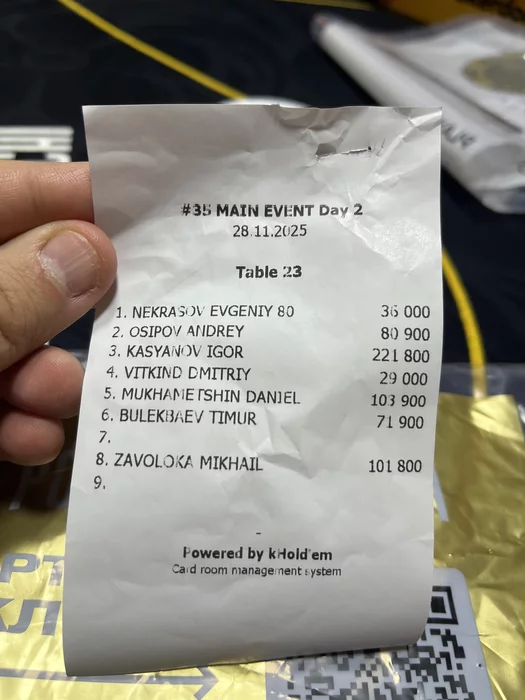 #35 MAIN EVENT Day 2
28.11.2025
Table 23
1. NEKRASOV EVGENIY 80 36 000
2. OSIPOV ANDREY 80 900
3. KASYANOV IGOR 221 800
4. VITKIND DMITRIY 29 000
5. MUKHAMETSHIN DANIEL 103 900
6. BULEKBAEV TIMUR 71 900
7.
8. ZAVOLOKA MIKHAIL 101 800
9.
-
Powered by kHold'em
Card room management system